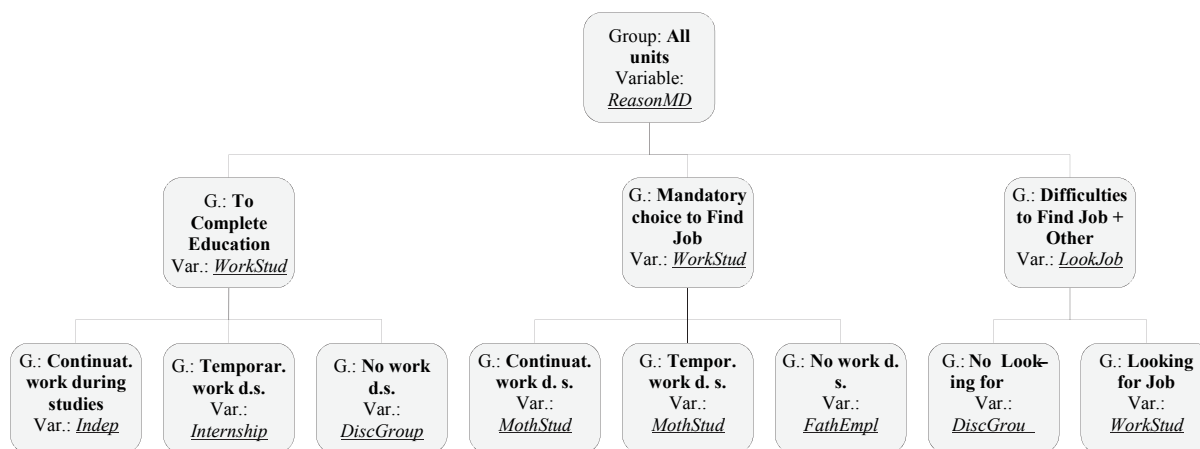 Group: All
units
Variable:
ReasonMD
G.: To
Complete
Education
Var.: WorkStud
G.: Mandatory
choice to Find
Job
Var.: WorkStud
G.: Difficulties
to Find Job +
Other
Var.: LookJob
G.: Continuat.
work during
studies
Var.: Indep
G.: Temporar.
work d.s.
Var.:
Internship
G.: No work
d.s.
Var.:
DiscGroup
G.: Continuat.
work d. s.
Var.:
MothStud
G.: Tempor.
work d. s.
Var.:
MothStud
G.: No work d.
s.
Var.:
FathEmpl
G.: No Look-
ing for
Var.:
DiscGrou
G.: Looking
for Job
Var.:
WorkStud